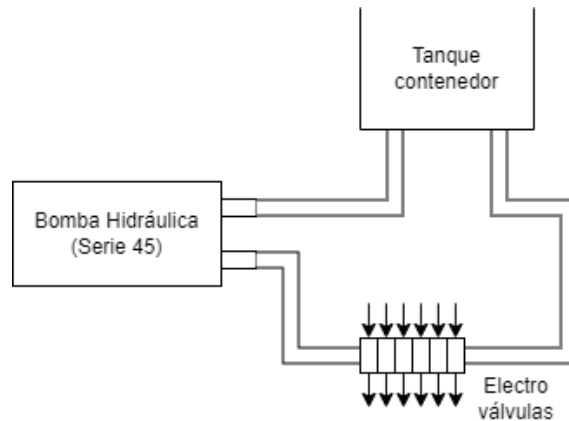 Tanque
contenedor
Bomba Hidráulica
(Serie 45)
Electro
válvulas